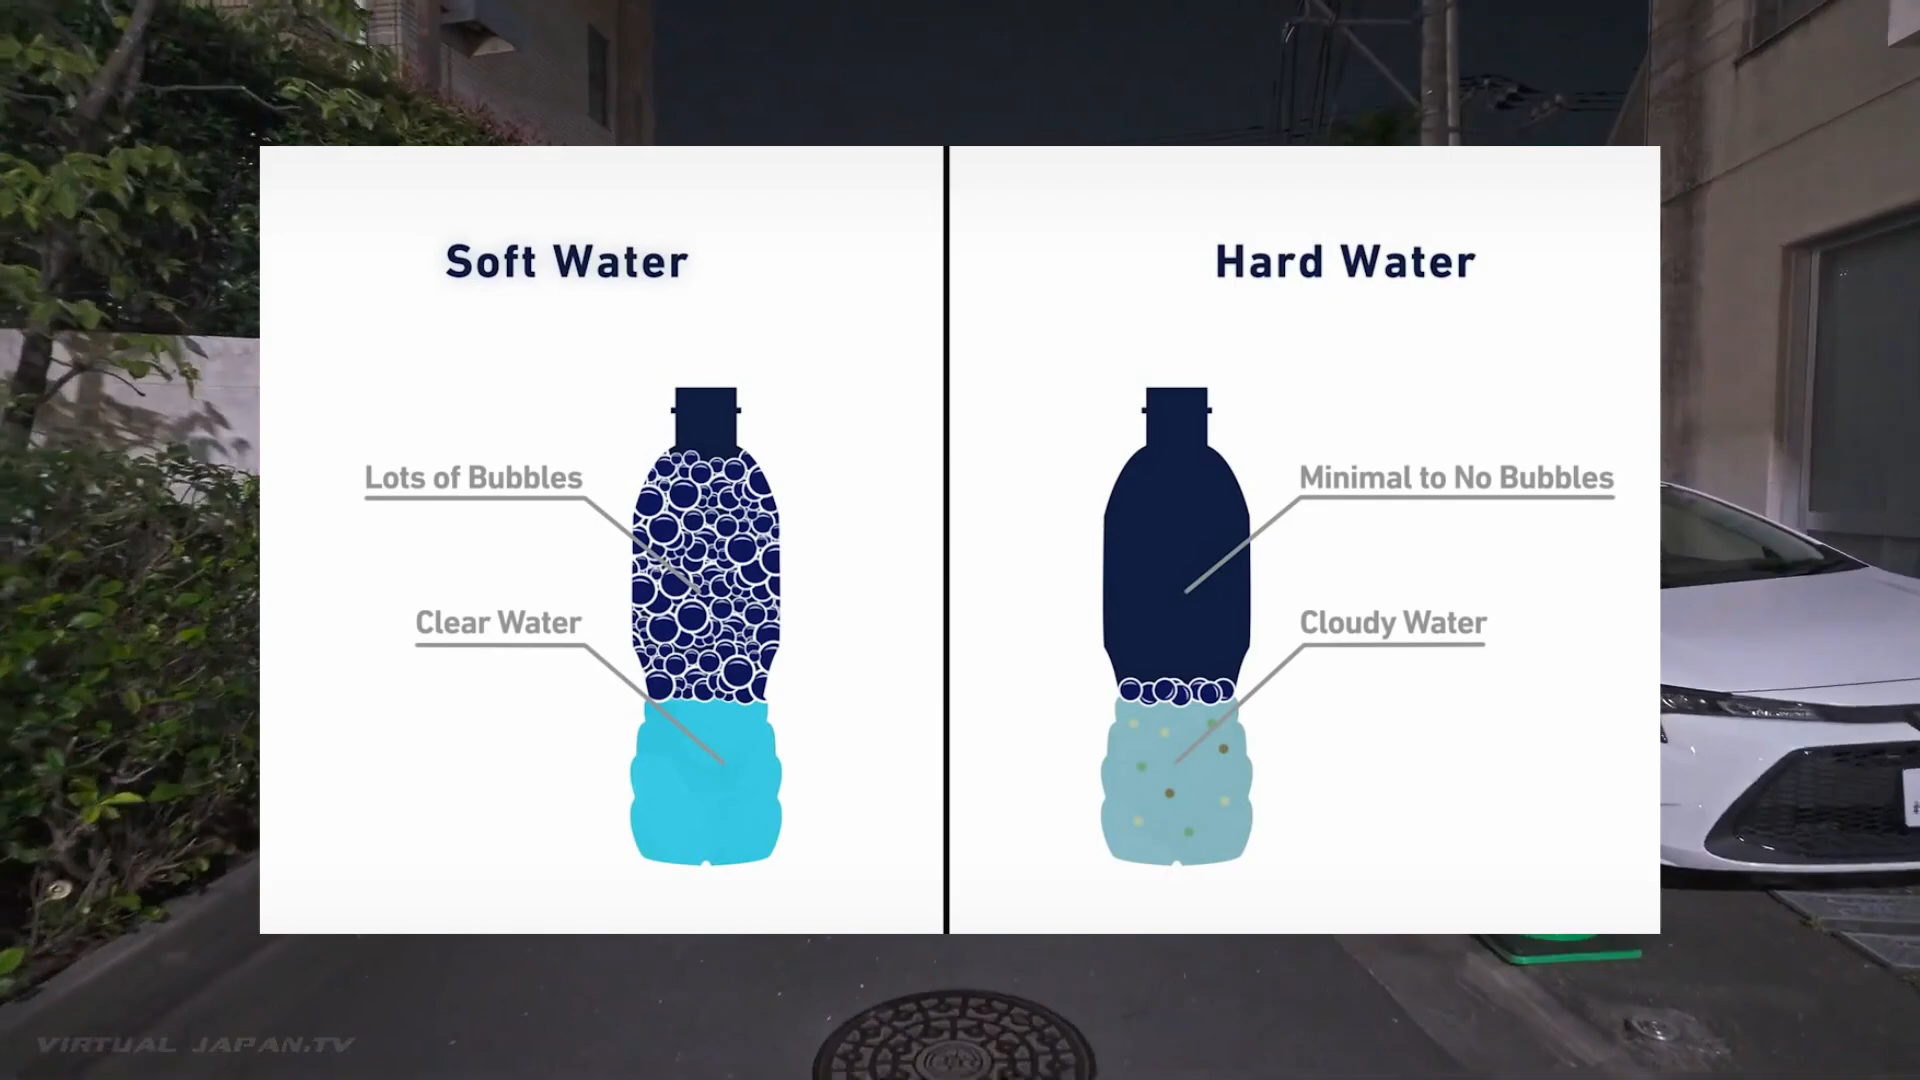 Soft Water
Hard Water
Lots of Bubbles
Minimal to No Bubbles
Clear Water
Cloudy Water
VIRTUAL JAPAN.TV